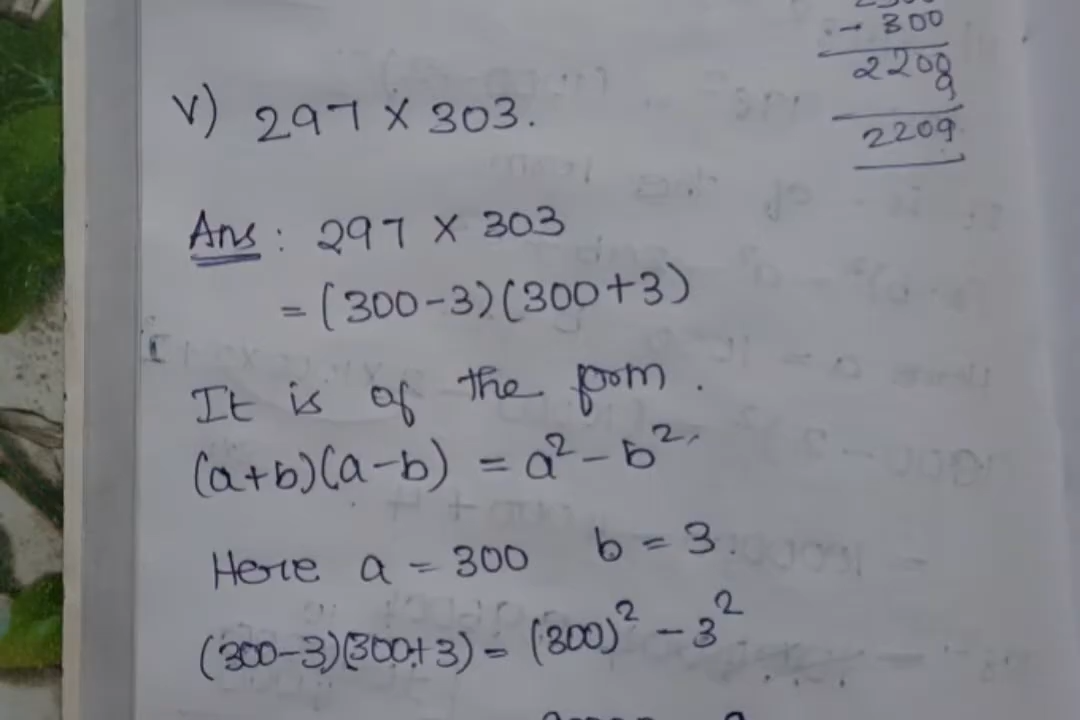 - 300
2209
9
2209
V) 297 × 303.
Ans : 297 × 303
= (300-3)(300+3)
It is of the form.
(a+b)(a-b) = a² - b².
Here a = 300 b = 3.
(300-3)(300+3) = (300)² - 3²